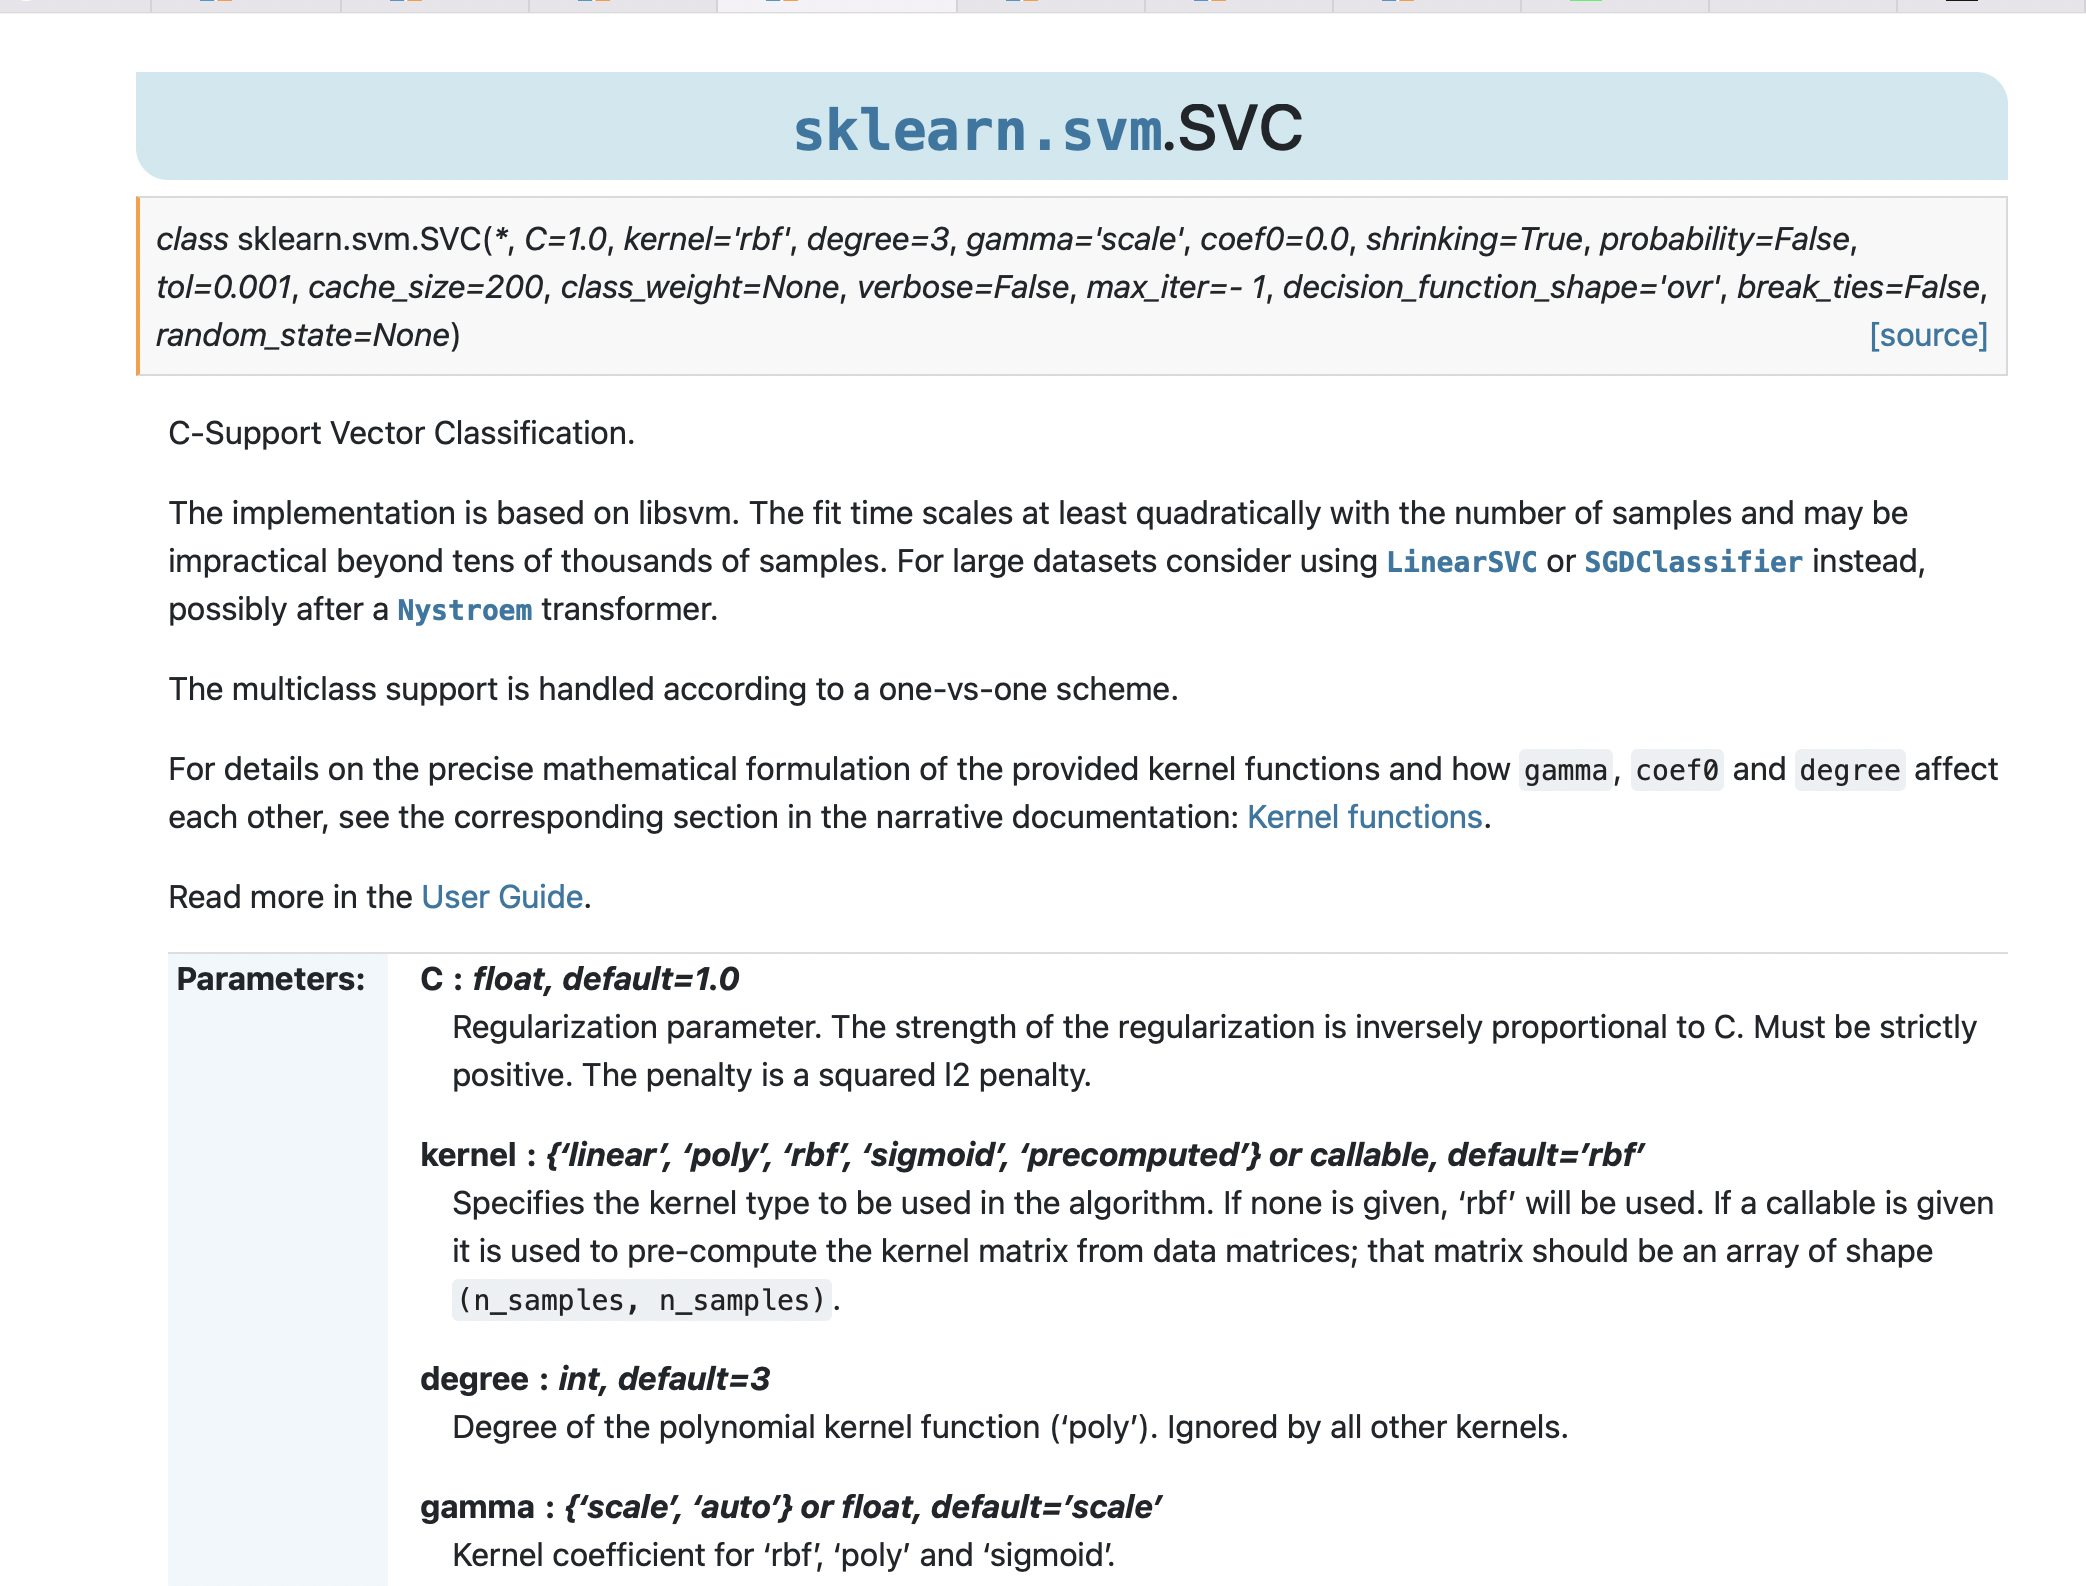 sklearn.svm.SVC
class sklearn.svm.SVC(*, C=1.0, kernel='rbf', degree=3, gamma='scale', coef0=0.0, shrinking=True, probability=False,
tol=0.001, cache_size=200, class_weight=None, verbose=False, max_iter=- 1, decision_function_shape='ovr', break_ties=False,
random_state=None) [source]
C-Support Vector Classification.
The implementation is based on libsvm. The fit time scales at least quadratically with the number of samples and may be
impractical beyond tens of thousands of samples. For large datasets consider using LinearSVC or SGDClassifier instead,
possibly after a Nystroem transformer.
The multiclass support is handled according to a one-vs-one scheme.
For details on the precise mathematical formulation of the provided kernel functions and how gamma, coef0 and degree affect
each other, see the corresponding section in the narrative documentation: Kernel functions.
Read more in the User Guide.
Parameters: C : float, default=1.0
Regularization parameter. The strength of the regularization is inversely proportional to C. Must be strictly
positive. The penalty is a squared l2 penalty.
kernel : {‘linear’, ‘poly’, ‘rbf’, ‘sigmoid’, ‘precomputed’} or callable, default=’rbf’
Specifies the kernel type to be used in the algorithm. If none is given, ‘rbf’ will be used. If a callable is given
it is used to pre-compute the kernel matrix from data matrices; that matrix should be an array of shape
(n_samples, n_samples).
degree : int, default=3
Degree of the polynomial kernel function (‘poly’). Ignored by all other kernels.
gamma : {‘scale’, ‘auto’} or float, default=’scale’
Kernel coefficient for ‘rbf’, ‘poly’ and ‘sigmoid’.